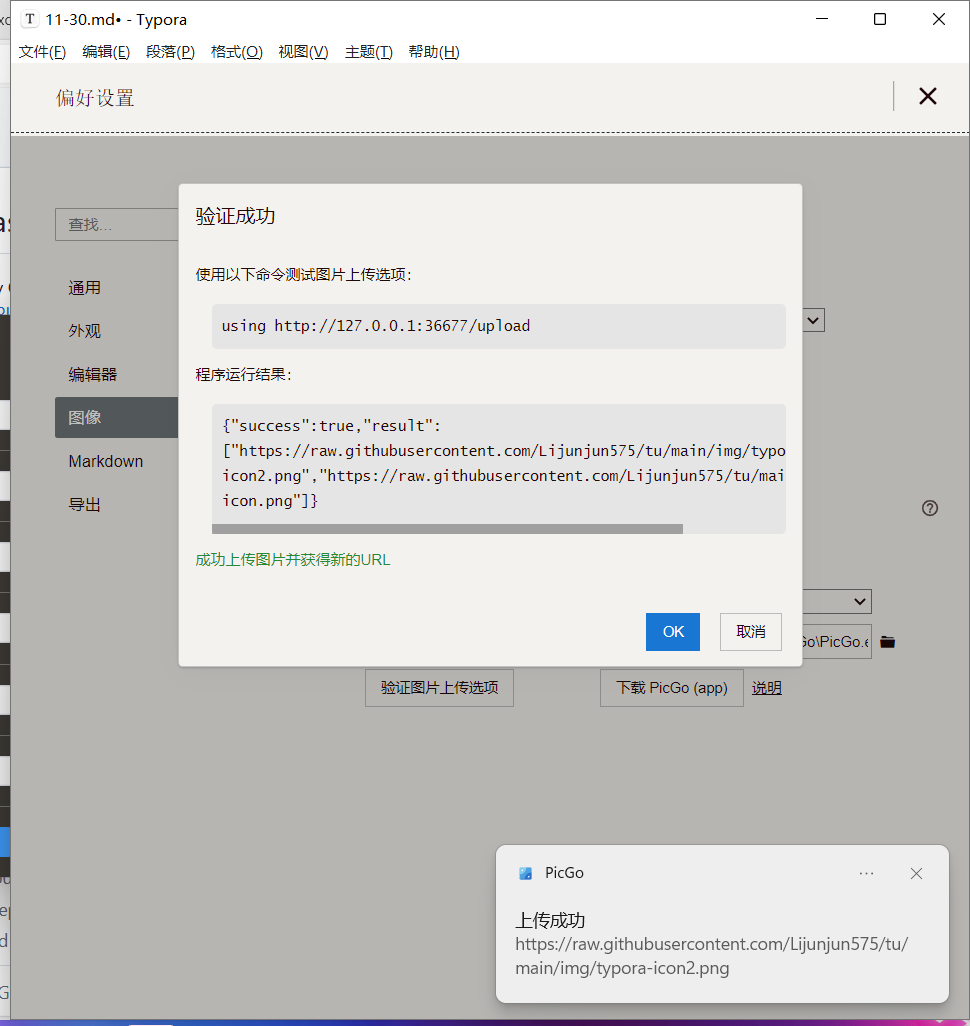 11-30.md• - Typora
文件(F) 编辑(E) 段落(P) 格式(O) 视图(V) 主题(T) 帮助(H)
偏好设置
查找...
通用
外观
编辑器
图像
Markdown
导出
验证成功
使用以下命令测试图片上传选项：
using http://127.0.0.1:36677/upload
程序运行结果：
{"success":true,"result":
["https://raw.githubusercontent.com/Lijunjun575/tu/main/img/typo
icon2.png","https://raw.githubusercontent.com/Lijunjun575/tu/mai
icon.png"]}
成功上传图片并获得新的URL
OK 取消
Go\PicGo.e
验证图片上传选项 下载 PicGo (app) 说明
PicGo
上传成功
https://raw.githubusercontent.com/Lijunjun575/tu/
main/img/typora-icon2.png